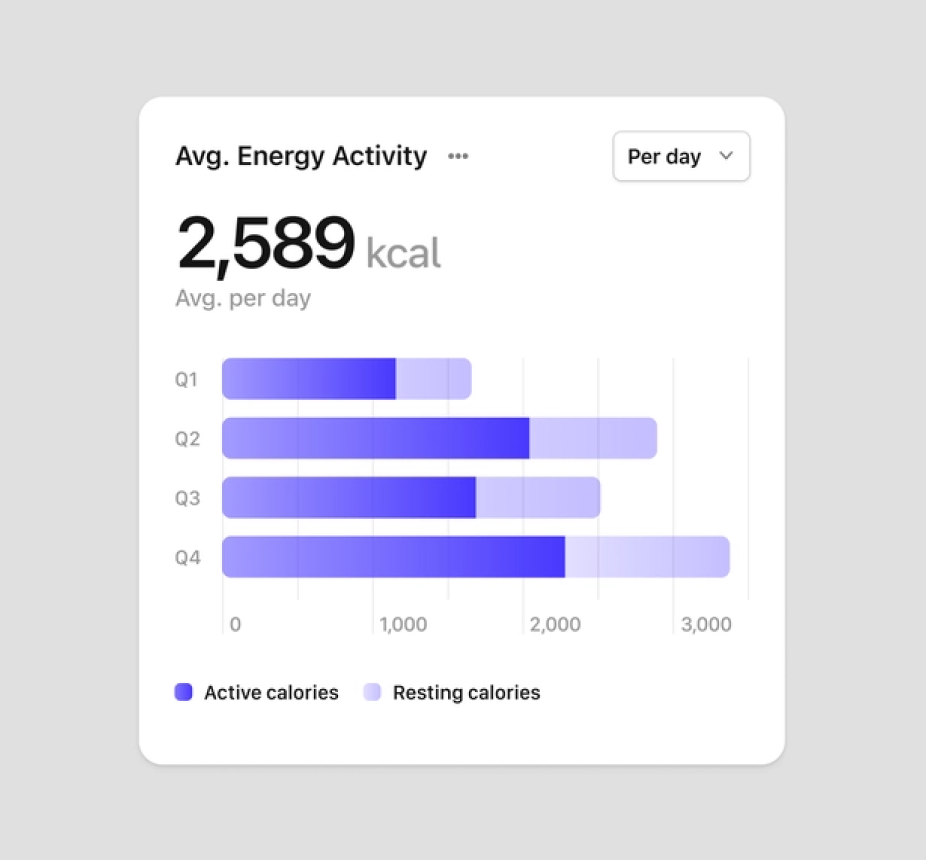 Avg. Energy Activity
Per day
2,589 kcal
Avg. per day
Q1
Q2
Q3
Q4
0 1,000 2,000 3,000
Active calories Resting calories